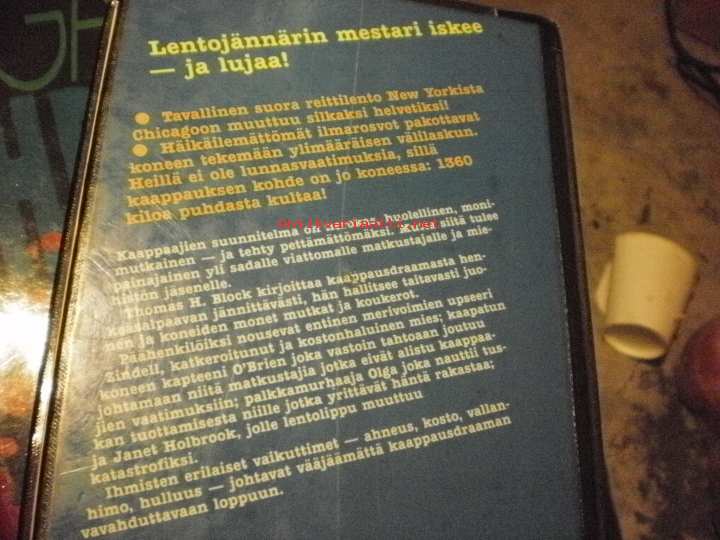 Lentojännärin mestari iskee
— ja lujaa!
● Tavallinen suora reittilento New Yorkista
Chicagoon muuttuu silkaksi helvetiksi!
● Häikäilemättömät ilmarosvot pakottavat
koneen tekemään ylimääräisen välilaskun.
Heillä ei ole lunnasvaatimuksia, sillä
kaappauksen kohde on jo koneessa: 1360
kiloa puhdasta kultaa!
Kaappaajien suunnitelma on huolellinen, moni-
mutkainen — ja tehty pettämättömäksi. siitä tulee
painajainen yli sadalle viattomalle matkustajalle ja mie-
histön jäsenelle.
Thomas H. Block kirjoittaa kaappausdraamasta hen-
keäsalpaavan jännittävästi, hän hallitsee taitavasti juo-
nen ja koneiden monet mutkat ja koukerot.
Päähenkilöiksi nousevat entinen merivoimien upseeri
Zindell, katkeroitunut ja kostonhaluinen mies; kaapatun
koneen kapteeni O'Brien joka vastoin tahtoaan joutuu
johtamaan niitä matkustajia jotka eivät alistu kaappaa-
jien vaatimuksiin; palkkamurhaaja Olga joka nauttii tus-
kan tuottamisesta niille jotka yrittävät häntä rakastaa;
ja Janet Holbrook, jolle lentolippu muuttuu
katastrofiksi.
Ihmisten erilaiset vaikuttimet — ahneus, kosto, vallan-
himo, hulluus — johtavat vääjäämättä kaappausdraaman
vavahduttavaan loppuun.